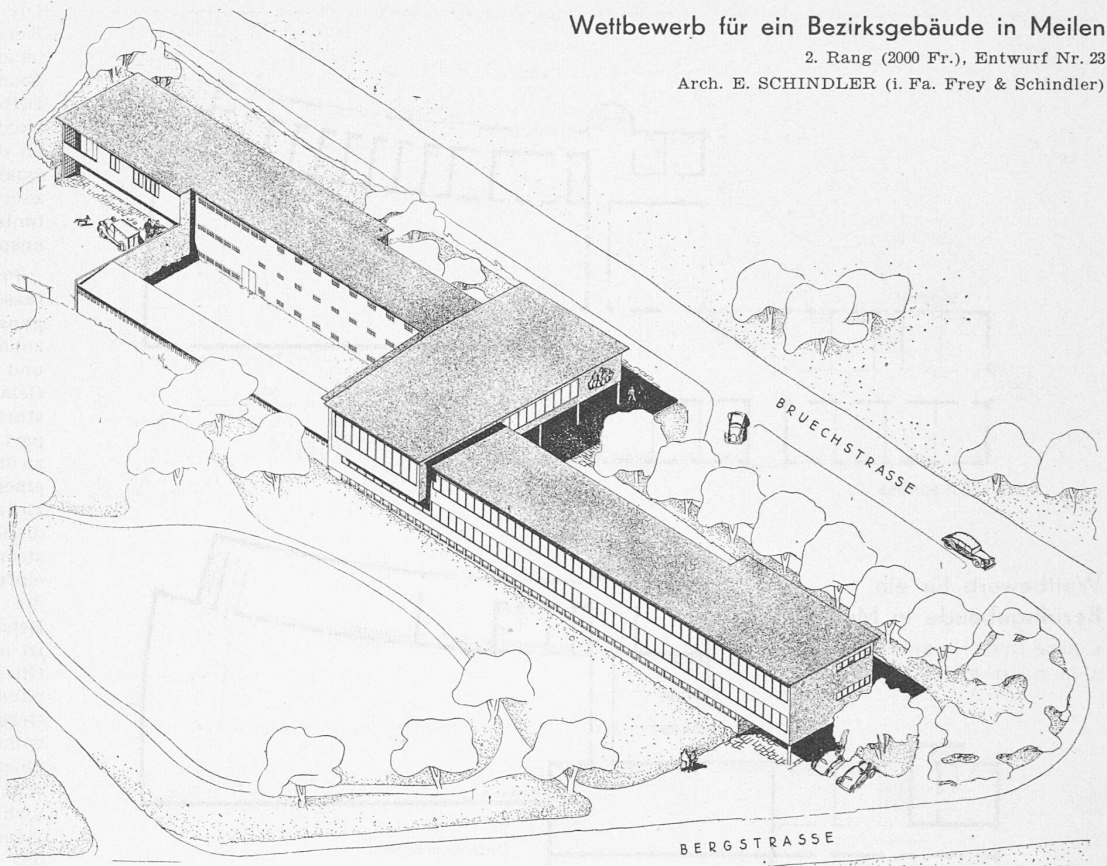 Wettbewerb für ein Bezirksgebäude in Meilen
2. Rang (2000 Fr.), Entwurf Nr. 23
Arch. E. SCHINDLER (i. Fa. Frey & Schindler)
BRUECHSTRASSE
BERGSTRASSE